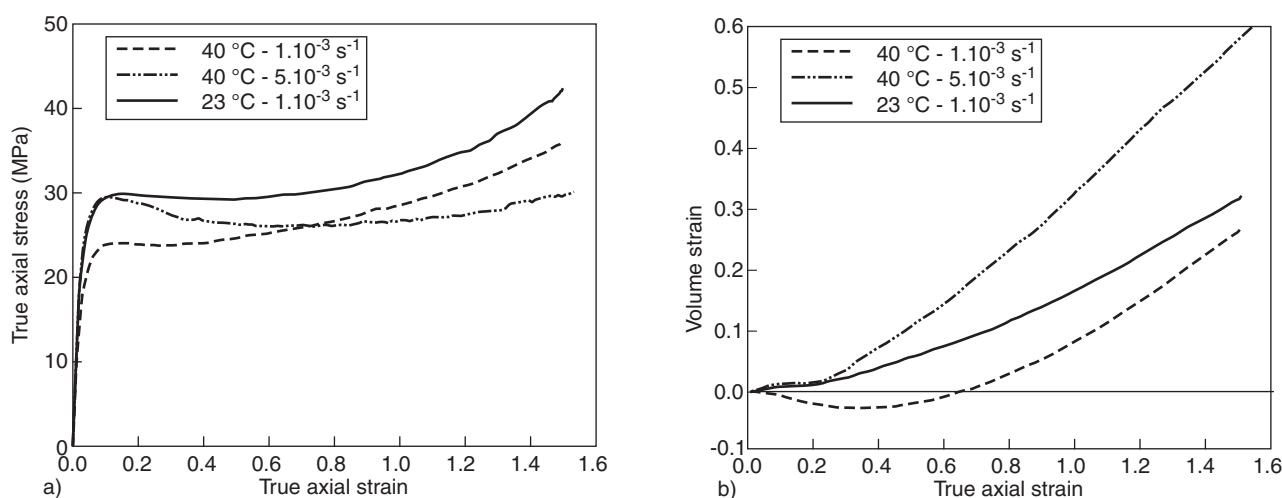 50
40
30
20
10
0
True axial stress (MPa)
40 °C - 1.10-3 s-1
40 °C - 5.10-3 s-1
23 °C - 1.10-3 s-1
0.0 0.2 0.4 0.6 0.8 1.0 1.2 1.4 1.6
True axial strain
a)
0.6
0.5
0.4
0.3
0.2
0.1
0.0
-0.1
Volume strain
40 °C - 1.10-3 s-1
40 °C - 5.10-3 s-1
23 °C - 1.10-3 s-1
0.0 0.2 0.4 0.6 0.8 1.0 1.2 1.4 1.6
True axial strain
b)